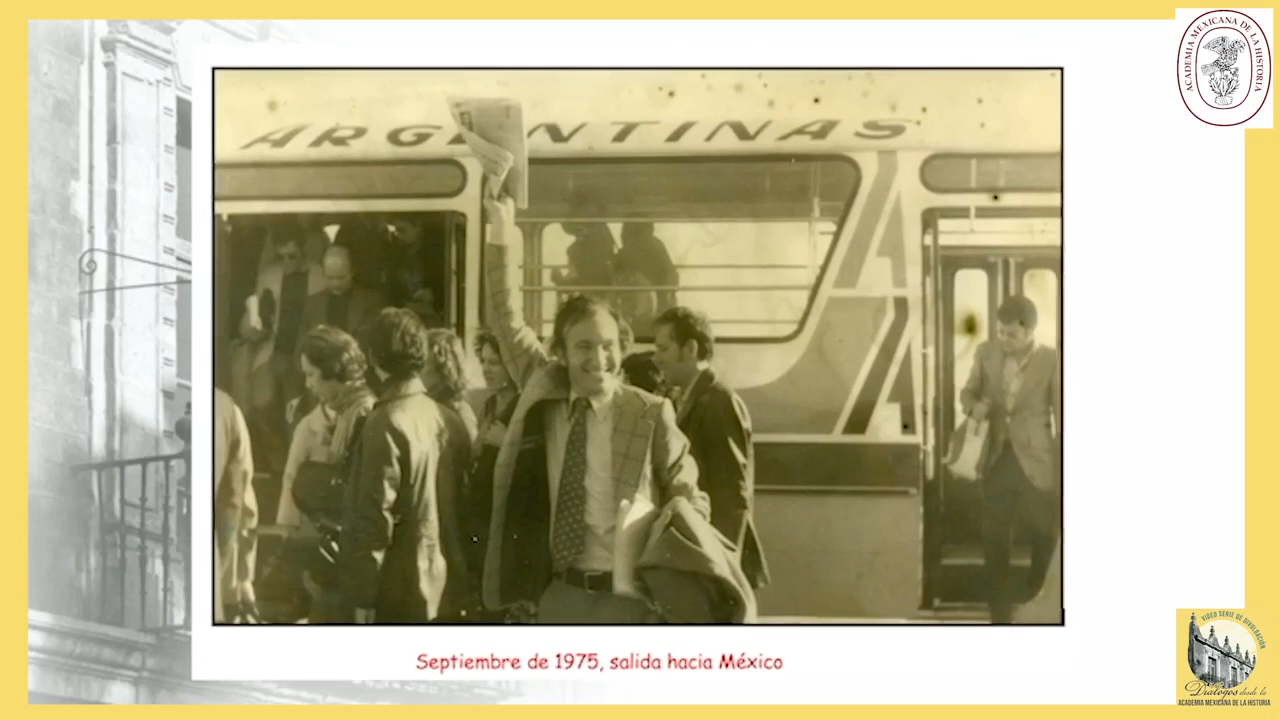 ACADEMIA MEXICANA DE LA HISTORIA
ARGENTINAS
Septiembre de 1975, salida hacia México
VIDEO SERIE DE DIVULGACIÓN
Diálogos desde la
ACADEMIA MEXICANA DE LA HISTORIA